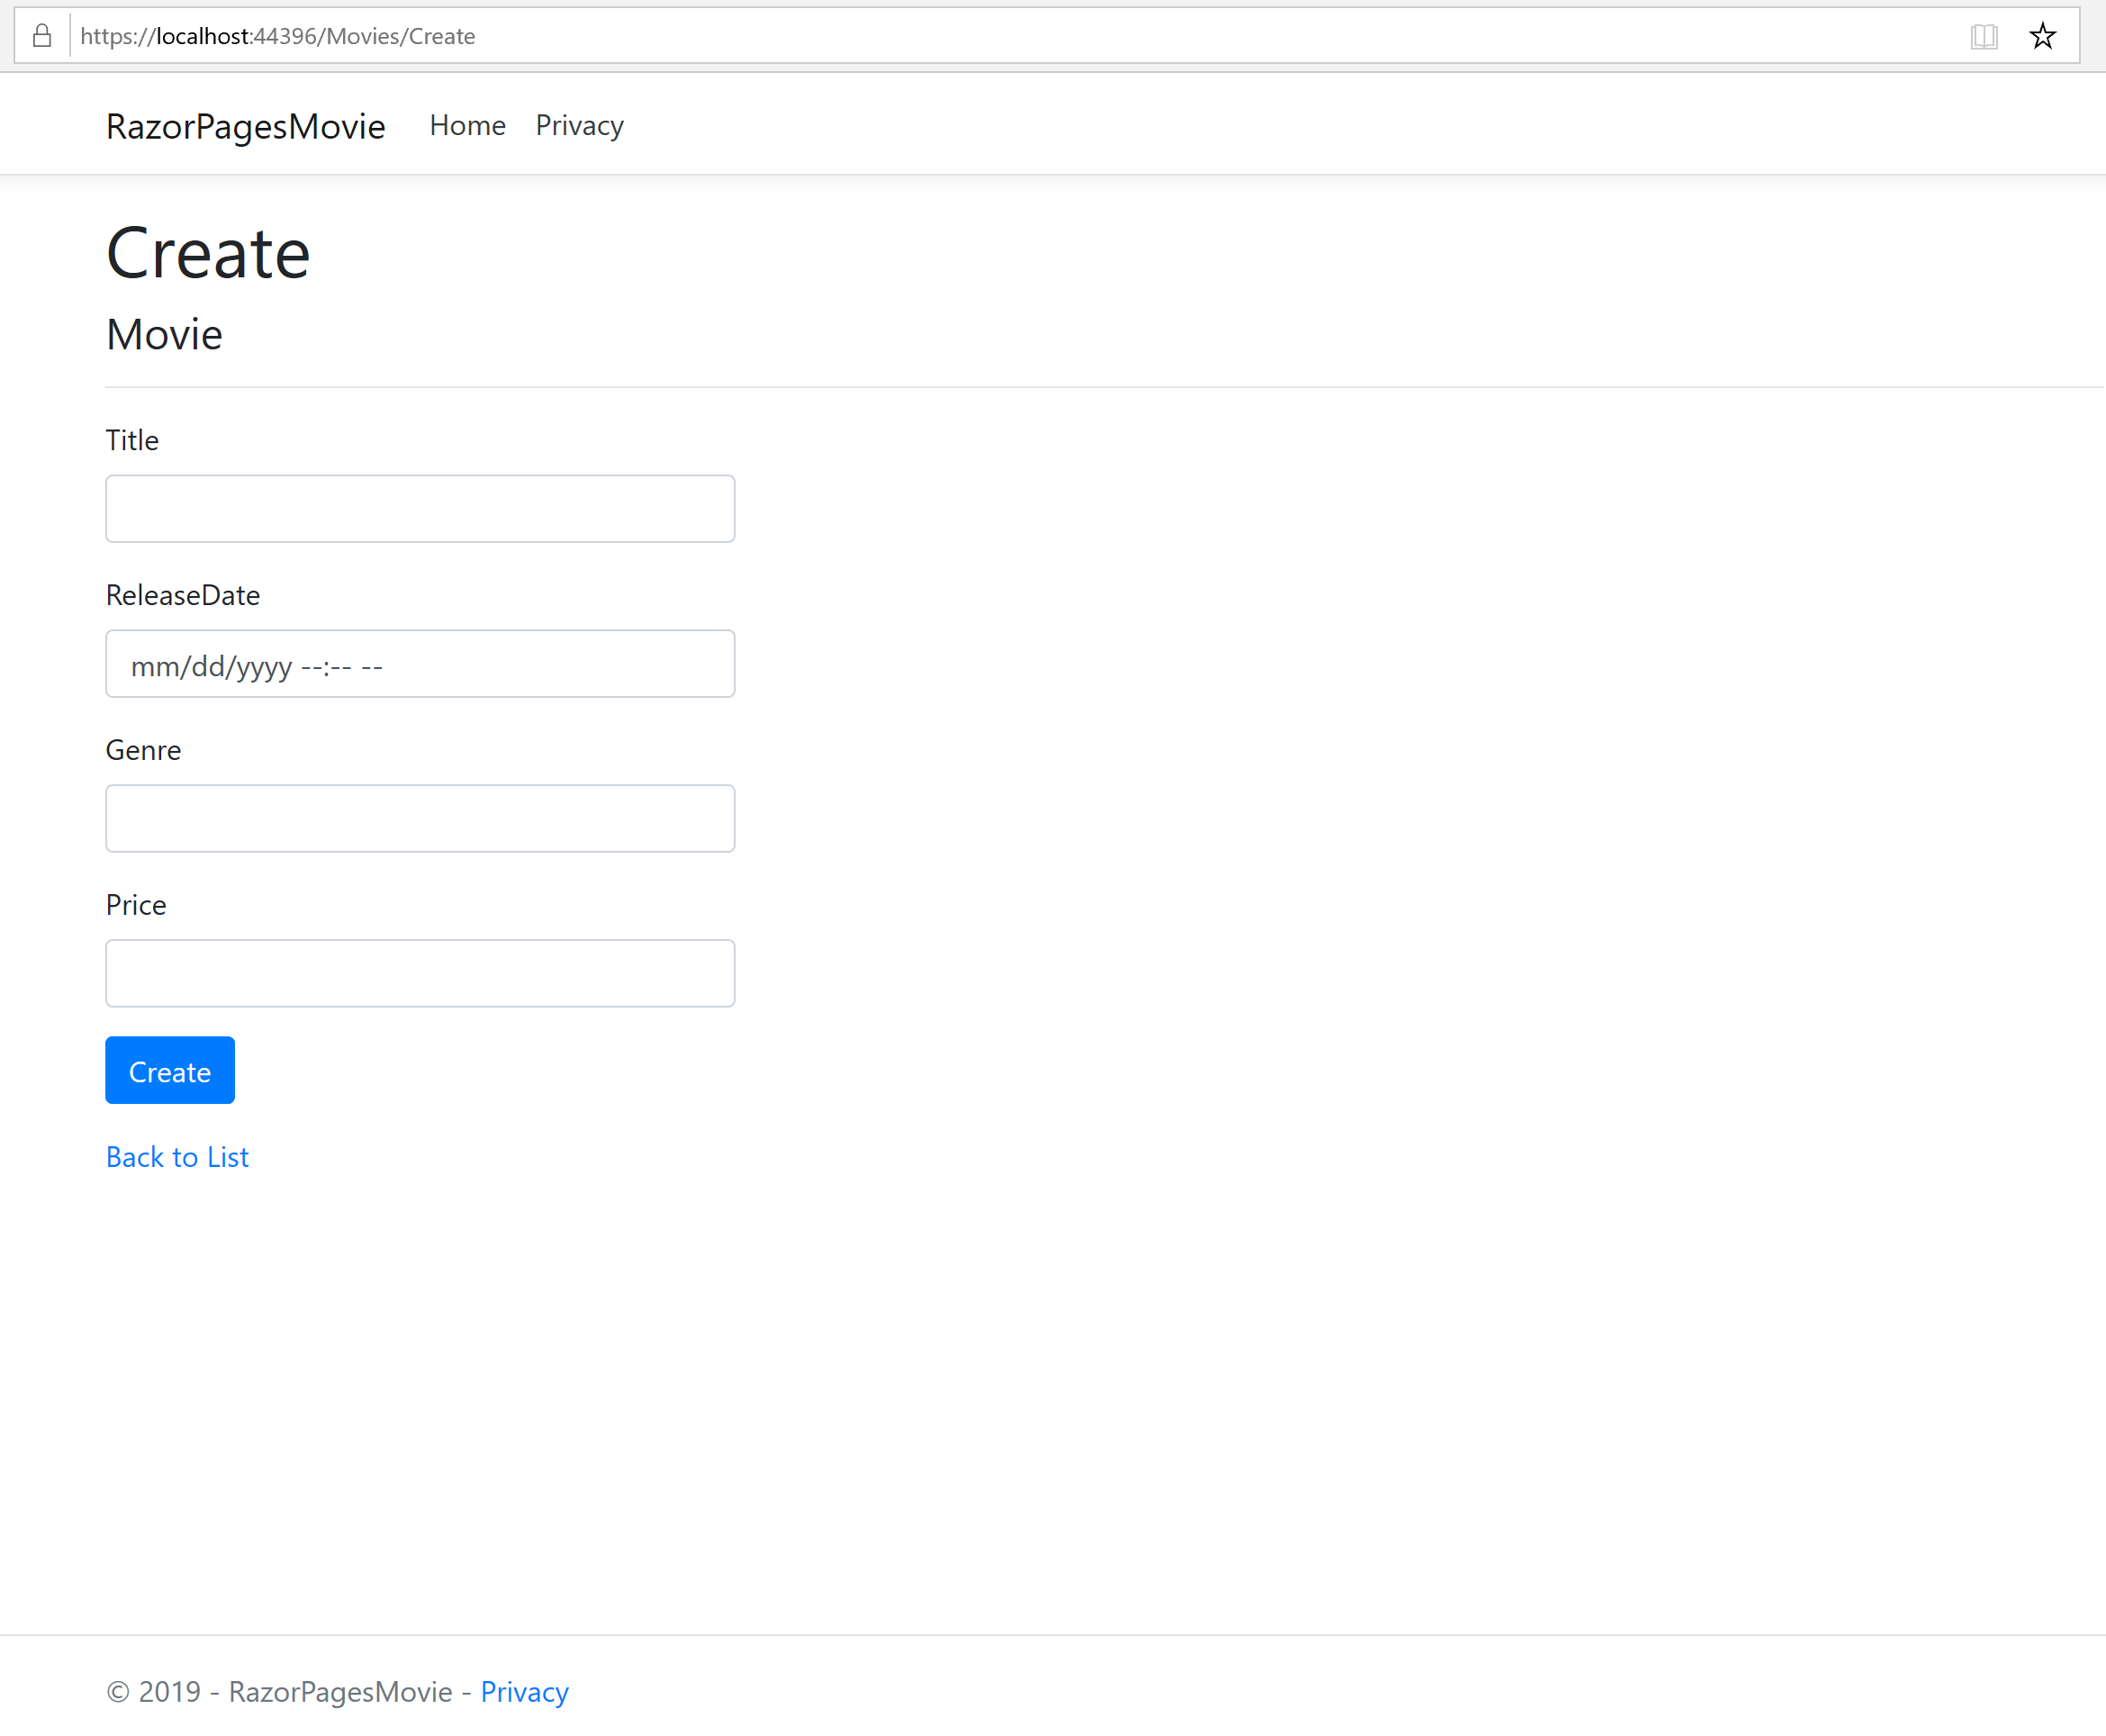 https://localhost:44396/Movies/Create
RazorPagesMovie Home Privacy
Create
Movie
Title
ReleaseDate
mm/dd/yyyy --:-- --
Genre
Price
Create
Back to List
© 2019 - RazorPagesMovie - Privacy